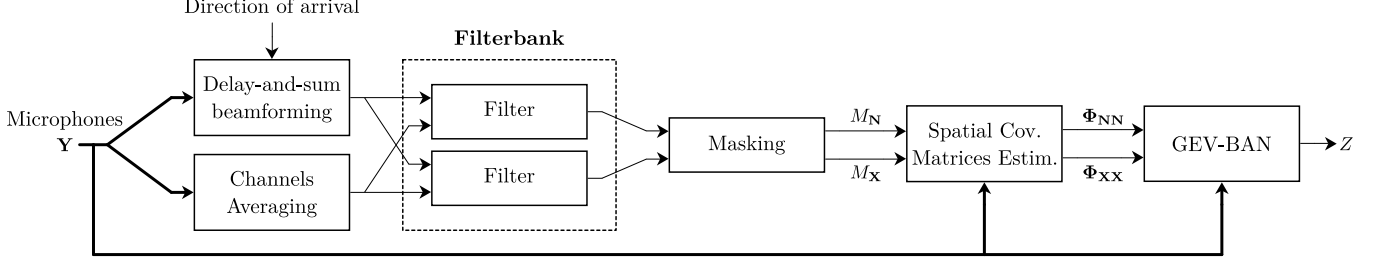 Direction of arrival
Filterbank
Microphones
Y
Delay-and-sum
beamforming
Channels
Averaging
Filter
Filter
Masking
M_N
M_X
Spatial Cov.
Matrices Estim.
Φ_NN
Φ_XX
GEV-BAN
Z